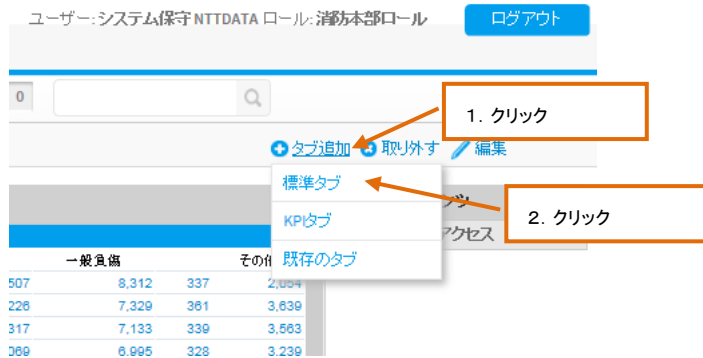 ユーザー:システム保守 NTTDATA ロール:消防本部ロール
ログアウト
0
1. クリック
タブ追加 取り外す 編集
標準タブ
2. クリック
KPIタブ
アクセス
既存のタブ
一般負傷
507 8,312 337 2,054
226 7,329 361 3,639
317 7,133 339 3,563
069 6,995 328 3,239